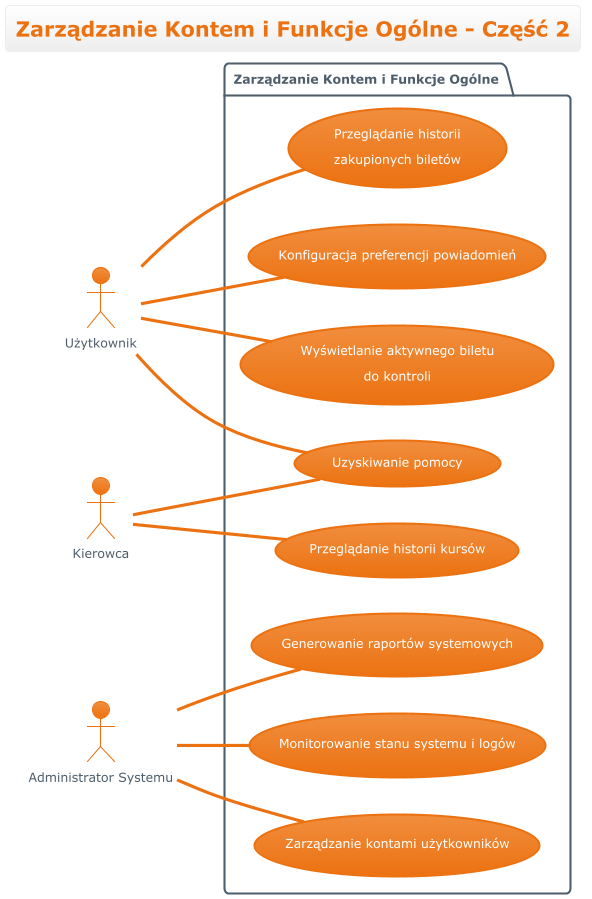 Zarządzanie Kontem i Funkcje Ogólne - Część 2
Zarządzanie Kontem i Funkcje Ogólne
Przeglądanie historii
zakupionych biletów
Konfiguracja preferencji powiadomień
Użytkownik
Wyświetlanie aktywnego biletu
do kontroli
Uzyskiwanie pomocy
Kierowca
Przeglądanie historii kursów
Generowanie raportów systemowych
Monitorowanie stanu systemu i logów
Administrator Systemu
Zarządzanie kontami użytkowników